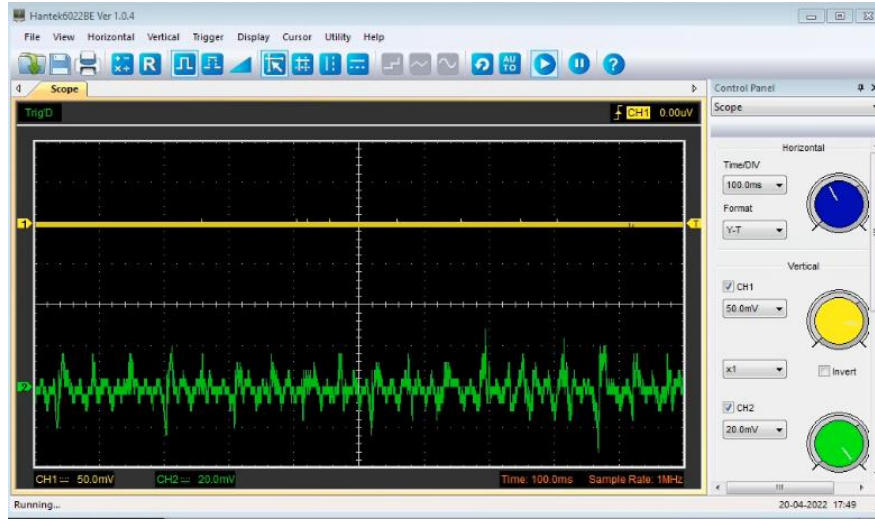 Hantek6022BE Ver 1.0.4
File View Horizontal Vertical Trigger Display Cursor Utility Help
R AU TO ?
Scope
Control Panel
Trig'D CH1 0.00uV
Scope
Horizontal
Time/DIV
100.0ms
Format
Y-T
1 T
Vertical
CH1
50.0mV
x1 Invert
2
CH2
20.0mV
CH1 50.0mV CH2 20.0mV Time: 100.0ms Sample Rate: 1MHz
Running... 20-04-2022 17:49